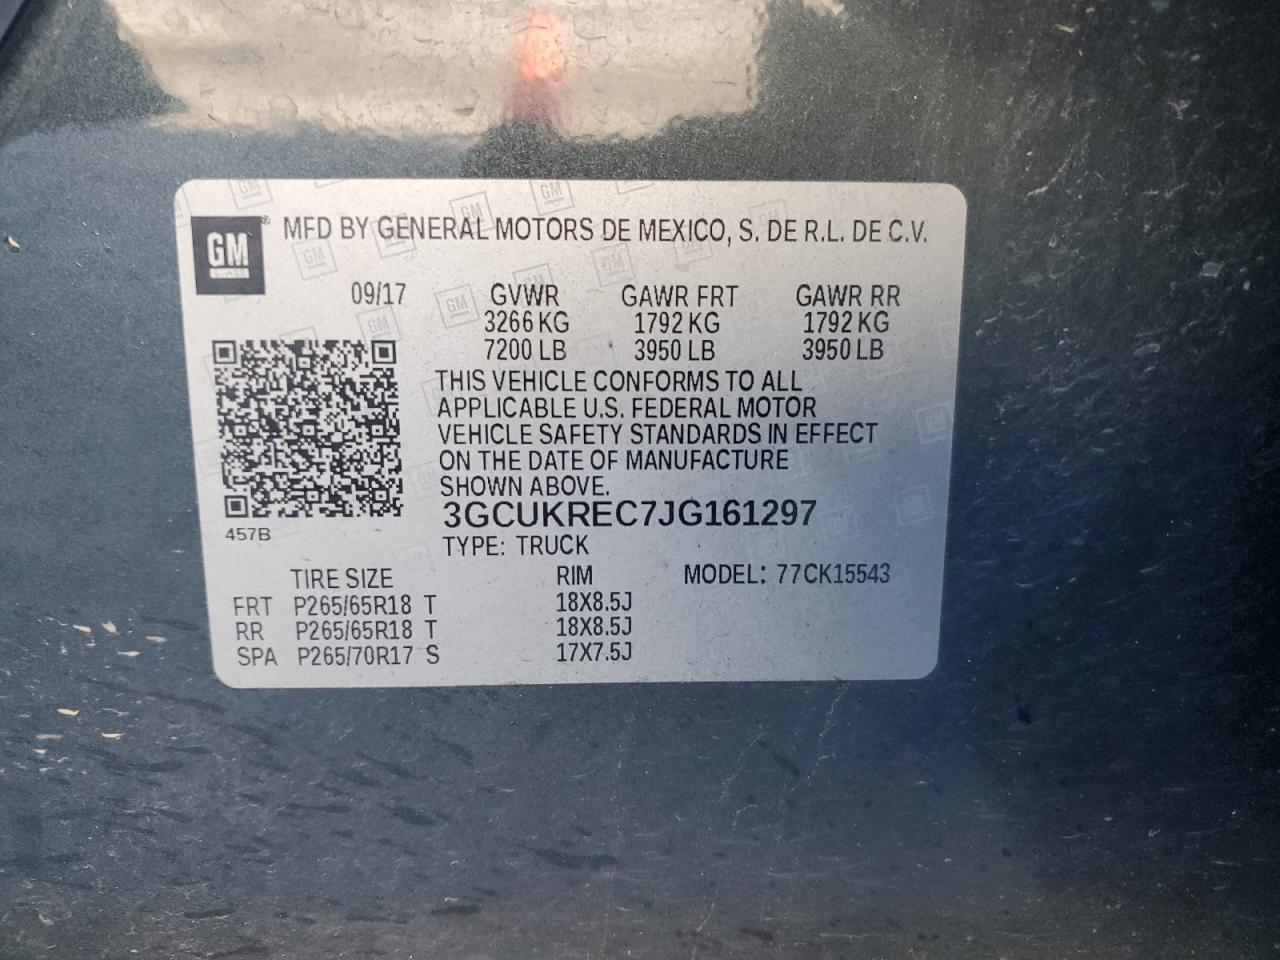 GM
® MFD BY GENERAL MOTORS DE MEXICO, S. DE R.L. DE C.V.
09/17 GVWR GAWR FRT GAWR RR
3266 KG 1792 KG 1792 KG
7200 LB 3950 LB 3950 LB
THIS VEHICLE CONFORMS TO ALL
APPLICABLE U.S. FEDERAL MOTOR
VEHICLE SAFETY STANDARDS IN EFFECT
ON THE DATE OF MANUFACTURE
SHOWN ABOVE.
3GCUKREC7JG161297
457B
TYPE: TRUCK
TIRE SIZE RIM MODEL: 77CK15543
FRT P265/65R18 T 18X8.5J
RR P265/65R18 T 18X8.5J
SPA P265/70R17 S 17X7.5J